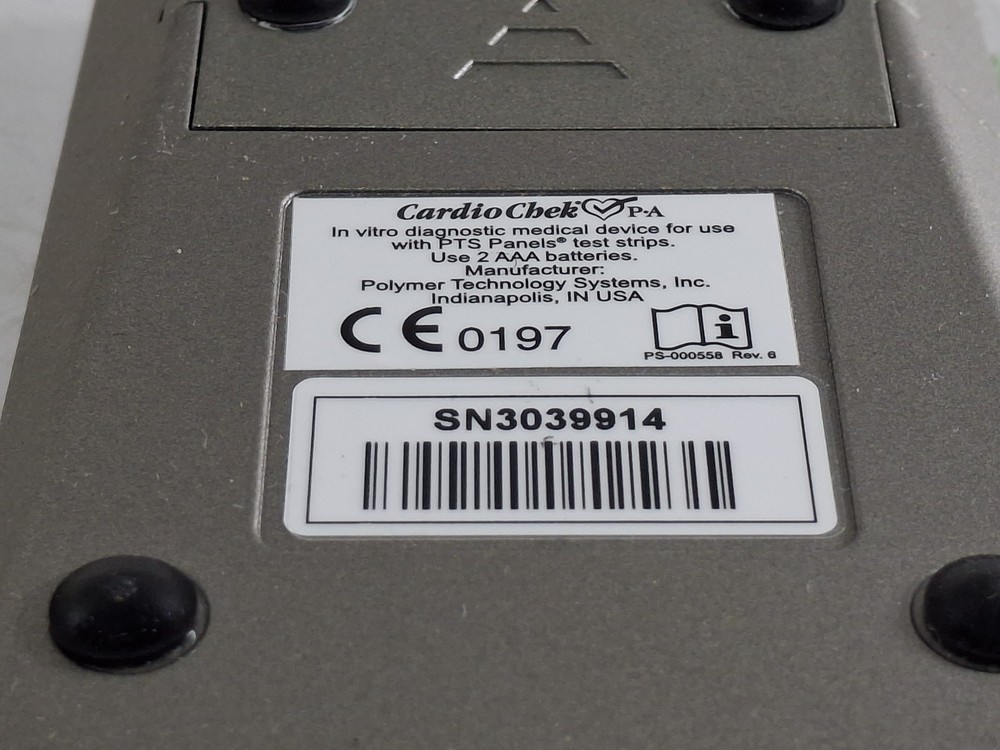 CardioChek P·A
In vitro diagnostic medical device for use
with PTS Panels® test strips.
Use 2 AAA batteries.
Manufacturer:
Polymer Technology Systems, Inc.
Indianapolis, IN USA
CE 0197
i
PS-000558 Rev. 6
SN3039914